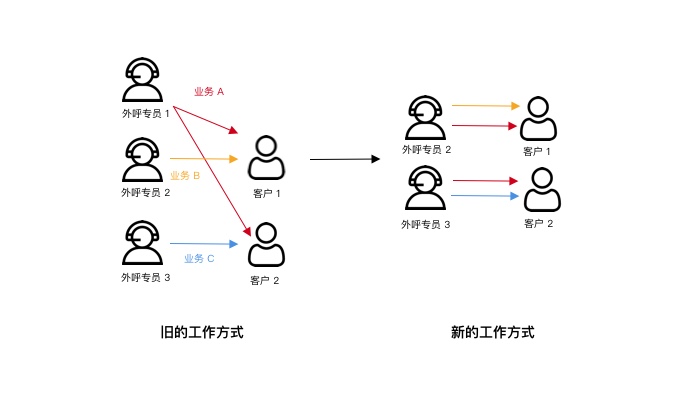 业务 A
外呼专员 1
业务 B
外呼专员 2
客户 1
业务 C
外呼专员 3
客户 2
旧的工作方式
外呼专员 2
客户 1
外呼专员 3
客户 2
新的工作方式